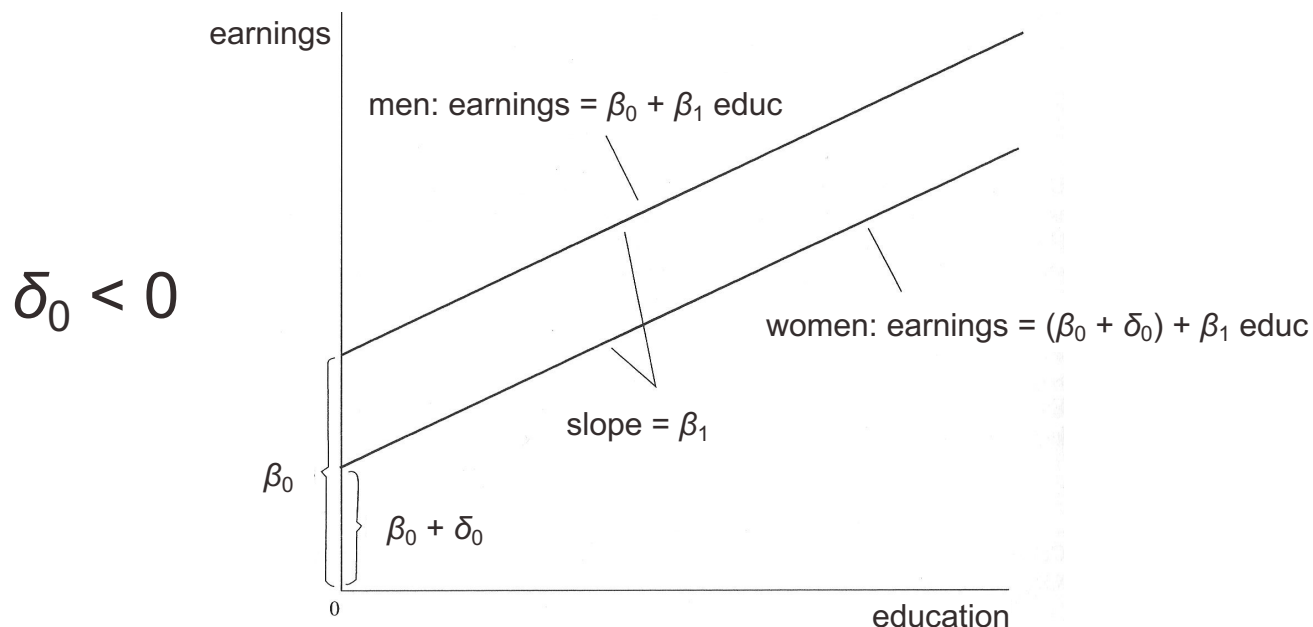 earnings
men: earnings = β₀ + β₁ educ
δ₀ < 0
women: earnings = (β₀ + δ₀) + β₁ educ
slope = β₁
β₀
β₀ + δ₀
0
education